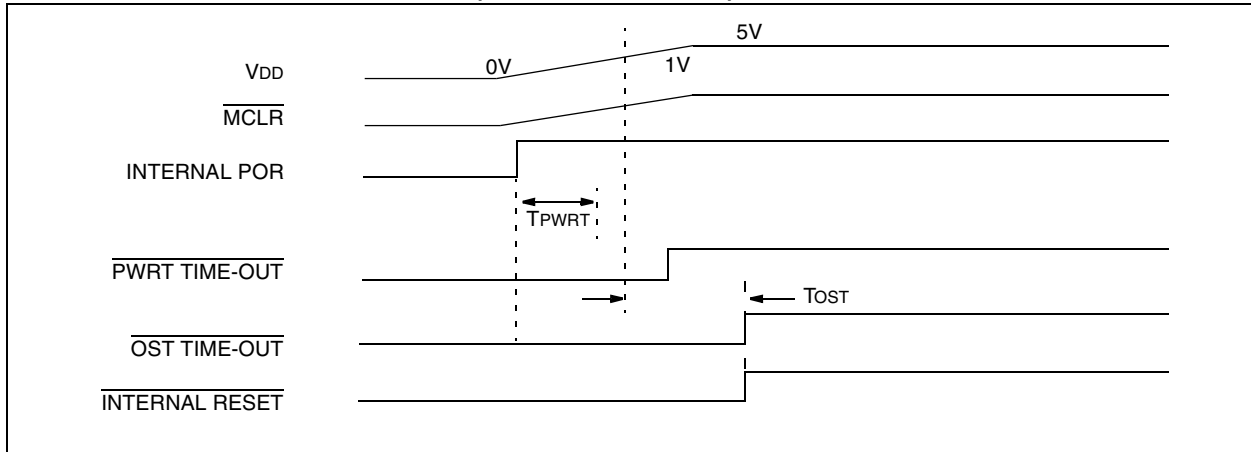 5V
VDD
0V
1V
MCLR
INTERNAL POR
TPWRT
PWRT TIME-OUT
TOST
OST TIME-OUT
INTERNAL RESET